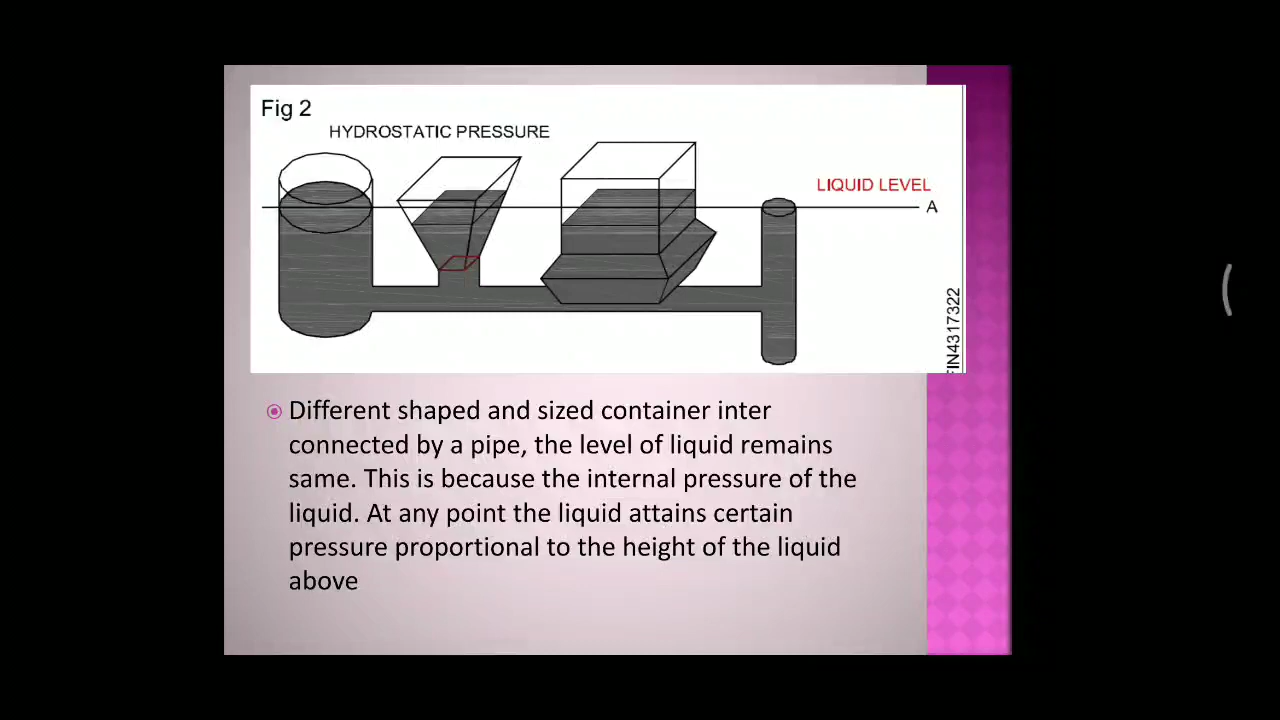 Fig 2
HYDROSTATIC PRESSURE
LIQUID LEVEL
A
FIN4317322
Different shaped and sized container inter
connected by a pipe, the level of liquid remains
same. This is because the internal pressure of the
liquid. At any point the liquid attains certain
pressure proportional to the height of the liquid
above